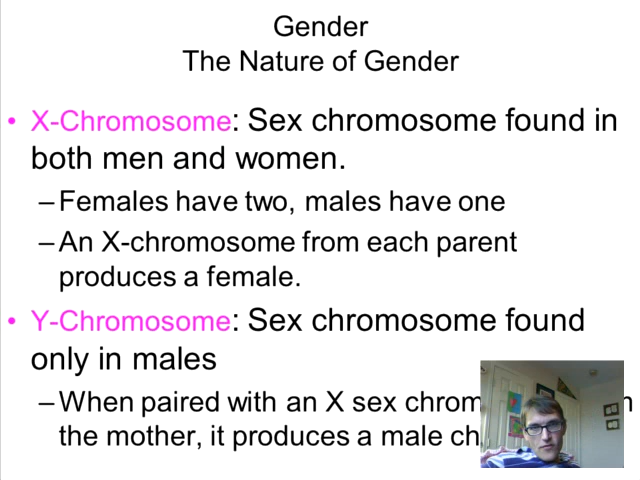 Gender
The Nature of Gender
• X-Chromosome: Sex chromosome found in
both men and women.
–Females have two, males have one
–An X-chromosome from each parent
produces a female.
• Y-Chromosome: Sex chromosome found
only in males
–When paired with an X sex chrom
the mother, it produces a male ch